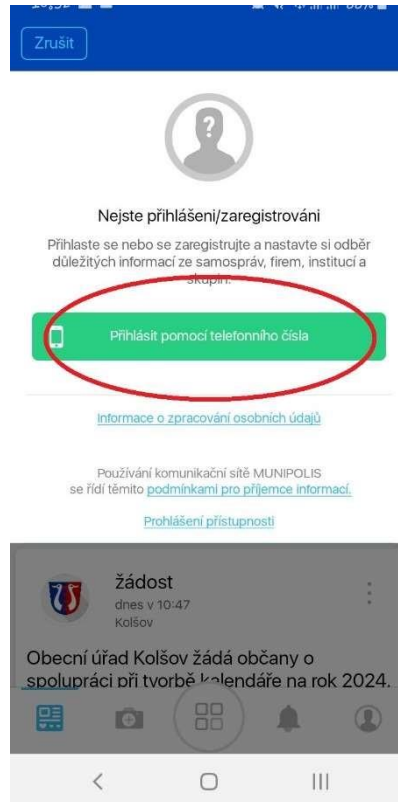 Zrušit
?
Nejste přihlášeni/zaregistrováni
Přihlaste se nebo se zaregistrujte a nastavte si odběr
důležitých informací ze samospráv, firem, institucí a
skupin.
Přihlásit pomocí telefonního čísla
Informace o zpracování osobních údajů
Používání komunikační sítě MUNIPOLIS
se řídí těmito podmínkami pro příjemce informací.
Prohlášení přístupnosti
žádost
dnes v 10:47
Kolšov
Obecní úřad Kolšov žádá občany o
spolupráci při tvorbě kalendáře na rok 2024.